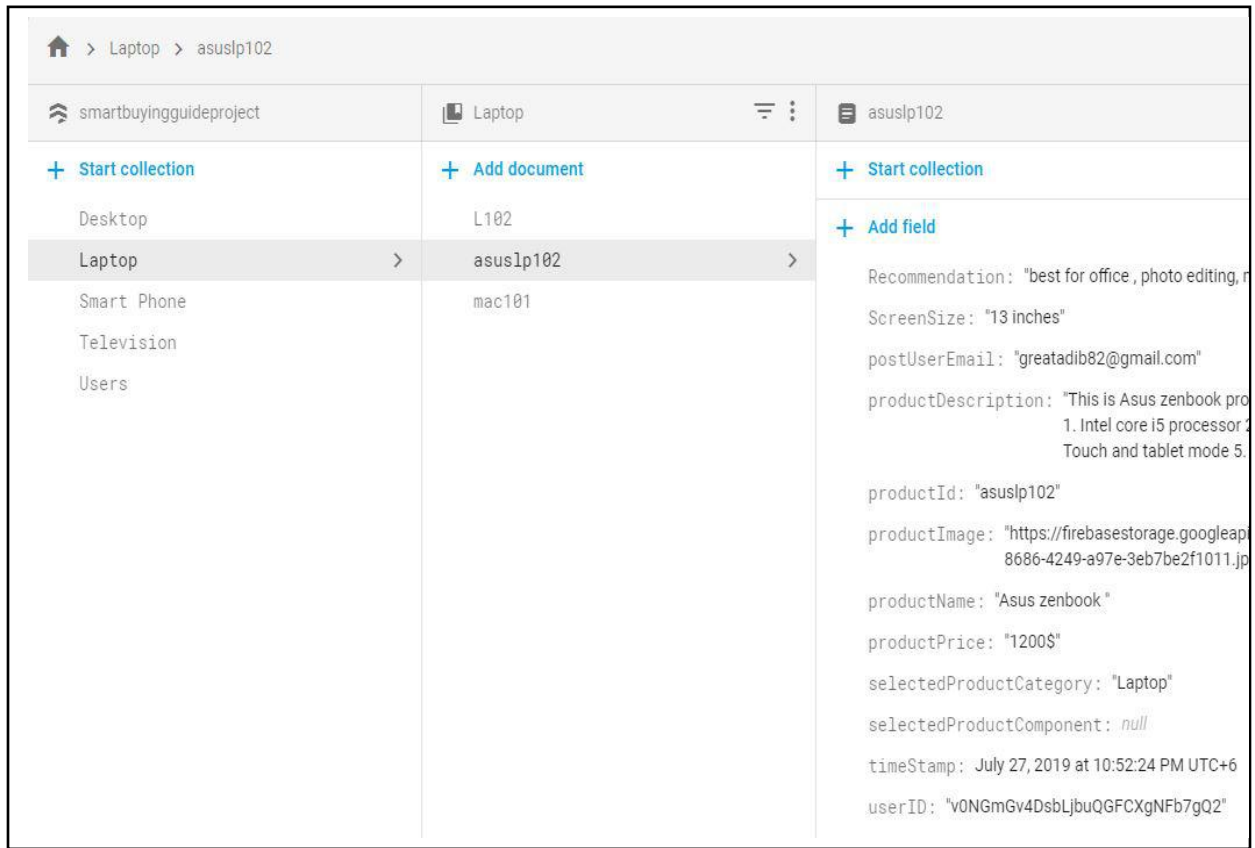 Laptop > asuslp102
smartbuyingguideproject
Laptop
asuslp102
+ Start collection
+ Add document
+ Start collection
Desktop
L102
+ Add field
Laptop
asuslp102
Smart Phone
mac101
Television
Users
Recommendation: "best for office , photo editing,
ScreenSize: "13 inches"
postUserEmail: "greatadib82@gmail.com"
productDescription: "This is Asus zenbook pro
1. Intel core i5 processor
Touch and tablet mode 5.
productId: "asuslp102"
productImage: "https://firebasestorage.googleapi
8686-4249-a97e-3eb7be2f1011.jp
productName: "Asus zenbook "
productPrice: "1200$"
selectedProductCategory: "Laptop"
selectedProductComponent: null
timeStamp: July 27, 2019 at 10:52:24 PM UTC+6
userID: "v0NGmGv4DsbLjbuQGFCXgNFb7gQ2"